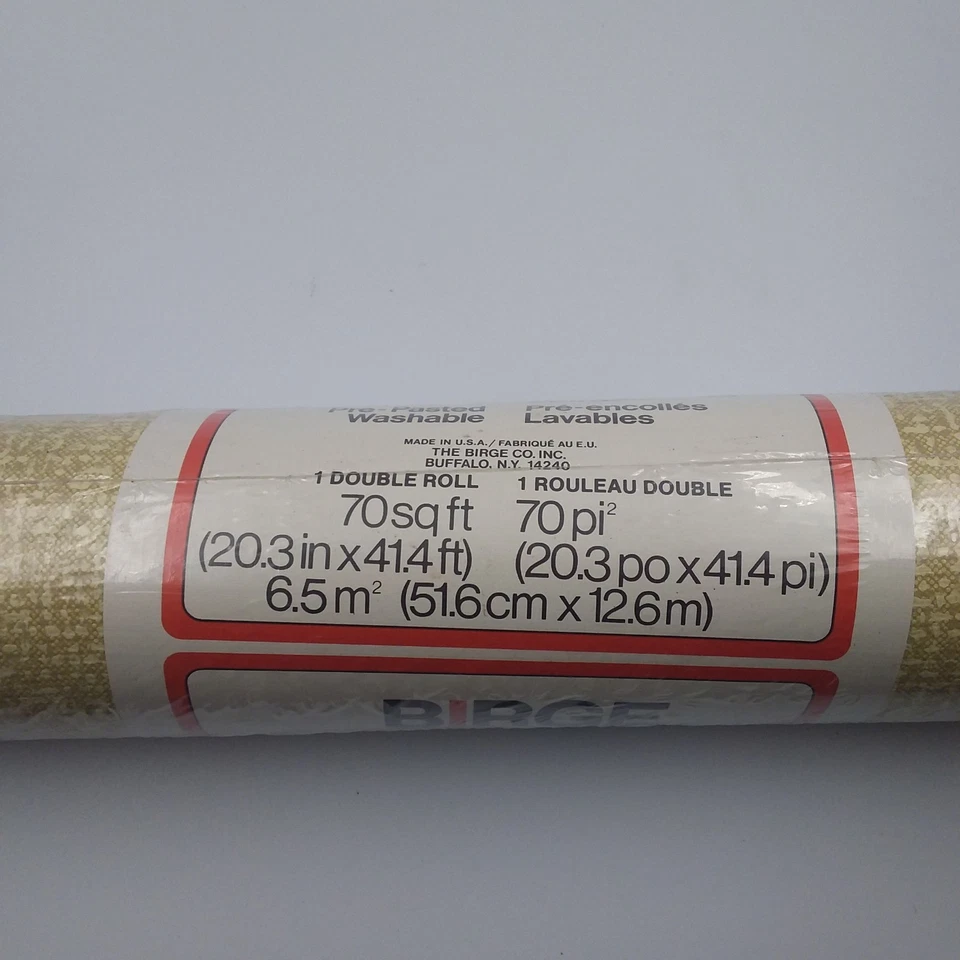 Pre-Pasted Pré-encollés
Washable Lavables
MADE IN U.S.A./FABRIQUÉ AU E.U.
THE BIRGE CO. INC.
BUFFALO, N.Y. 14240
1 DOUBLE ROLL 1 ROULEAU DOUBLE
70 sq ft 70 pi²
(20.3 in x 41.4 ft) (20.3 po x 41.4 pi)
6.5 m² (51.6 cm x 12.6 m)
BIRGE